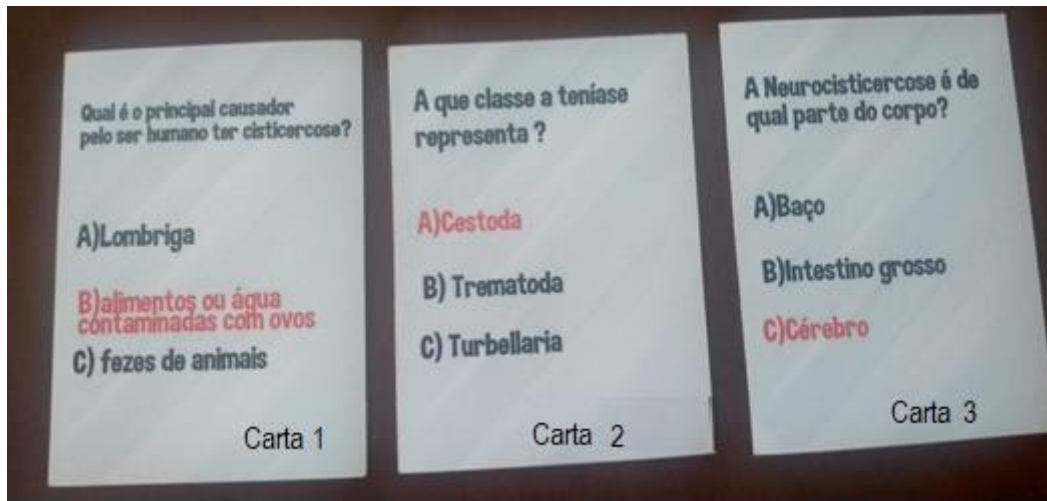 Qual é o principal causador
pelo ser humano ter cisticercose?
A)Lombriga
B)alimentos ou água
contaminadas com ovos
C) fezes de animais
Carta 1
A que classe a teníase
representa ?
A)Cestoda
B) Trematoda
C) Turbellaria
Carta 2
A Neurocisticercose é de
qual parte do corpo?
A)Baço
B)Intestino grosso
C)Cérebro
Carta 3